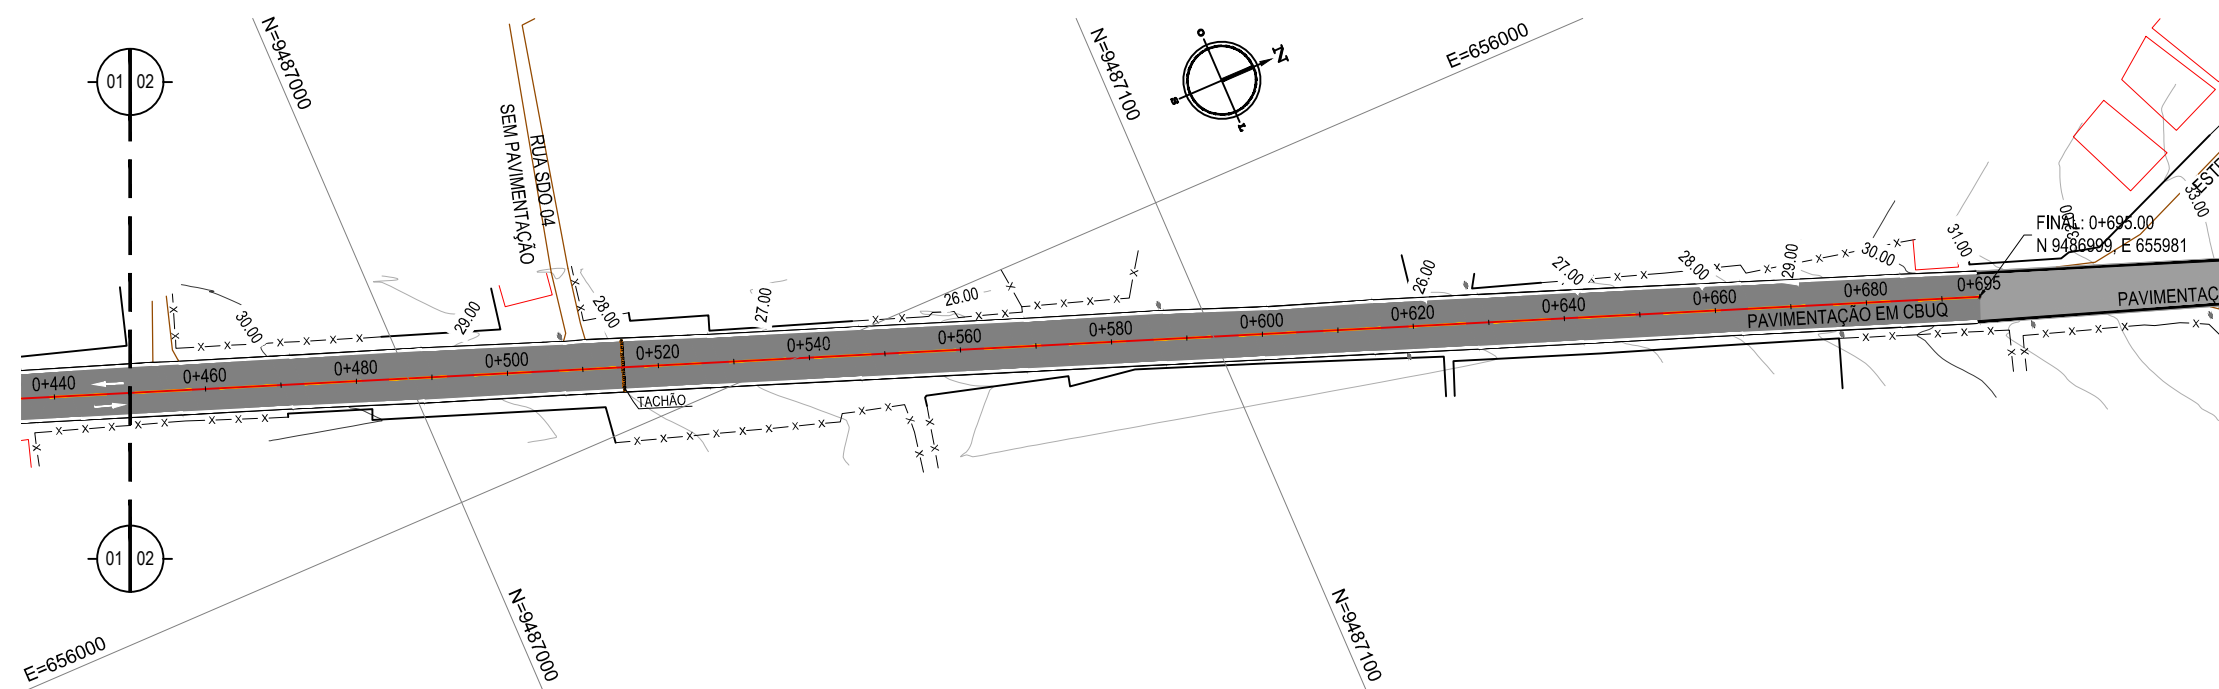 01 02
N=9487000
SEM PAVIMENTAÇÃO
RUA SDO 04
N=9487100
O
N
S
L
E=656000
FINAL: 0+695.00
N 9486999, E 655981
33.00
31.00
30.00
29.00
28.00
27.00
26.00
26.00
27.00
28.00
29.00
30.00
0+440
0+460
0+480
0+500
0+520
0+540
0+560
0+580
0+600
0+620
0+640
0+660
0+680
0+695
PAVIMENTAÇÃO EM CBUQ
PAVIMENTAÇ
TACHÃO
01 02
E=656000
N=9487000
N=9487100